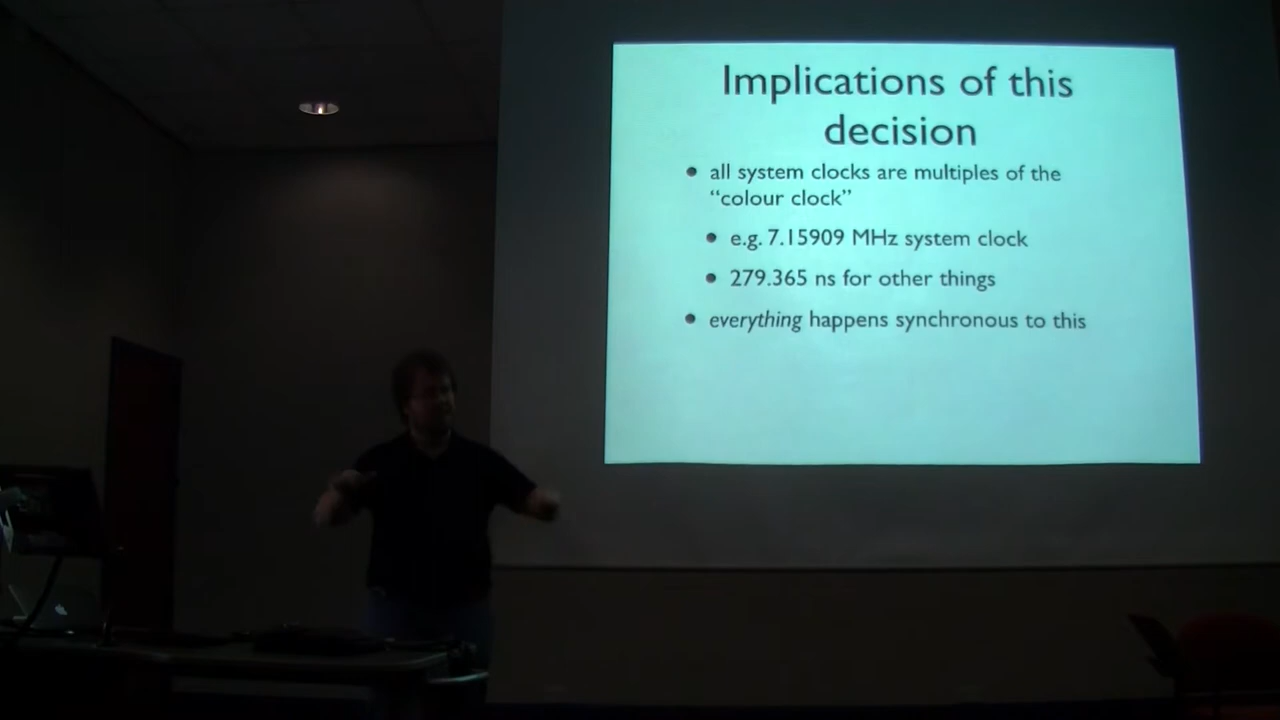 Implications of this
decision
• all system clocks are multiples of the
“colour clock”
• e.g. 7.15909 MHz system clock
• 279.365 ns for other things
• everything happens synchronous to this